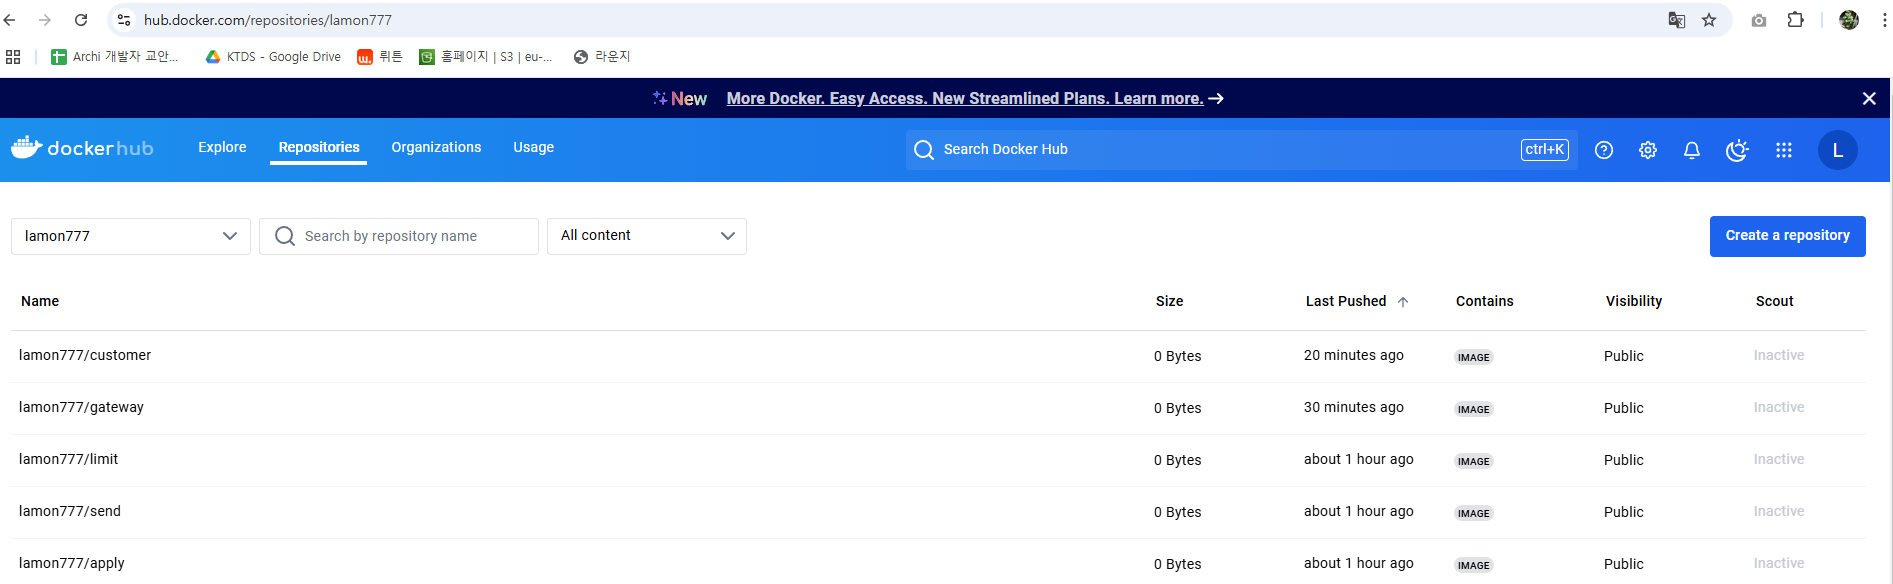 hub.docker.com/repositories/lamon777
Archi 개발자 교안... KTDS - Google Drive 뤼튼 홈페이지 | S3 | eu-... 라운지
New More Docker. Easy Access. New Streamlined Plans. Learn more. →
dockerhub Explore Repositories Organizations Usage Search Docker Hub ctrl+K L
lamon777 Search by repository name All content Create a repository
Name Size Last Pushed ↑ Contains Visibility Scout
lamon777/customer 0 Bytes 20 minutes ago IMAGE Public Inactive
lamon777/gateway 0 Bytes 30 minutes ago IMAGE Public Inactive
lamon777/limit 0 Bytes about 1 hour ago IMAGE Public Inactive
lamon777/send 0 Bytes about 1 hour ago IMAGE Public Inactive
lamon777/apply 0 Bytes about 1 hour ago IMAGE Public Inactive